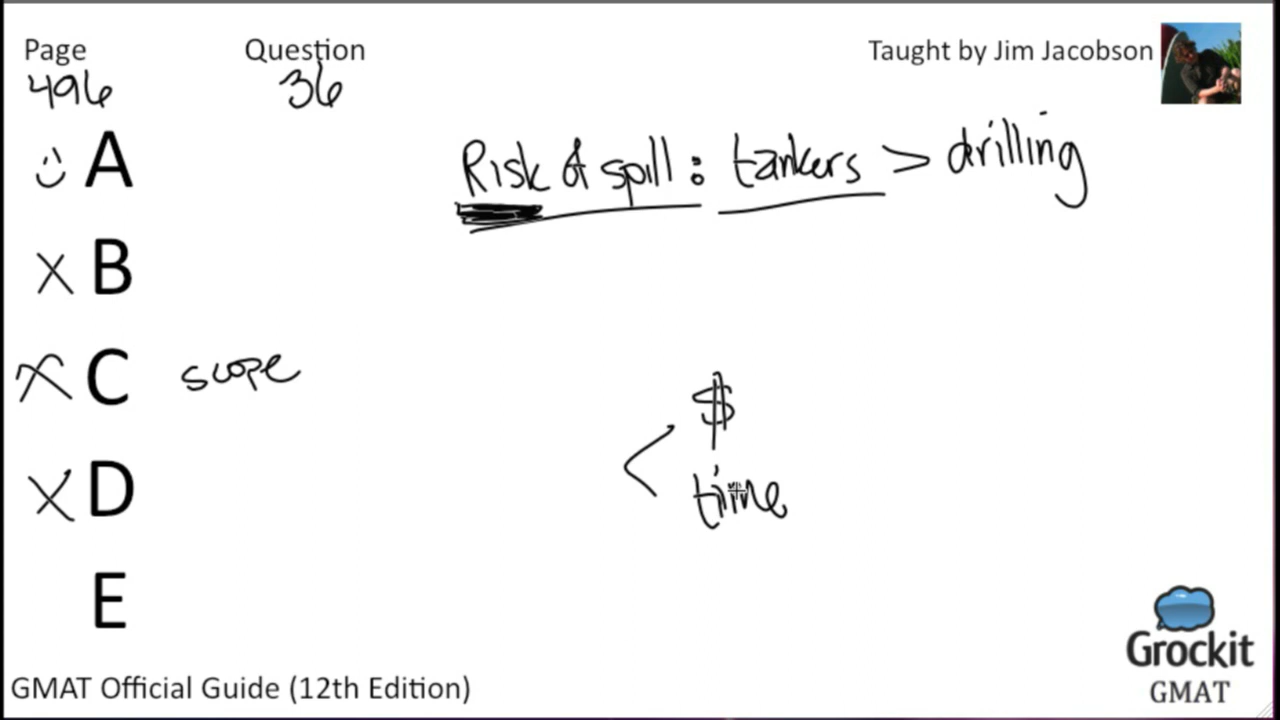 Page Question Taught by Jim Jacobson
496 36
A Risk of spill : tankers > drilling
X B
X C scope
< $
X D time
E
Grockit
GMAT
GMAT Official Guide (12th Edition)